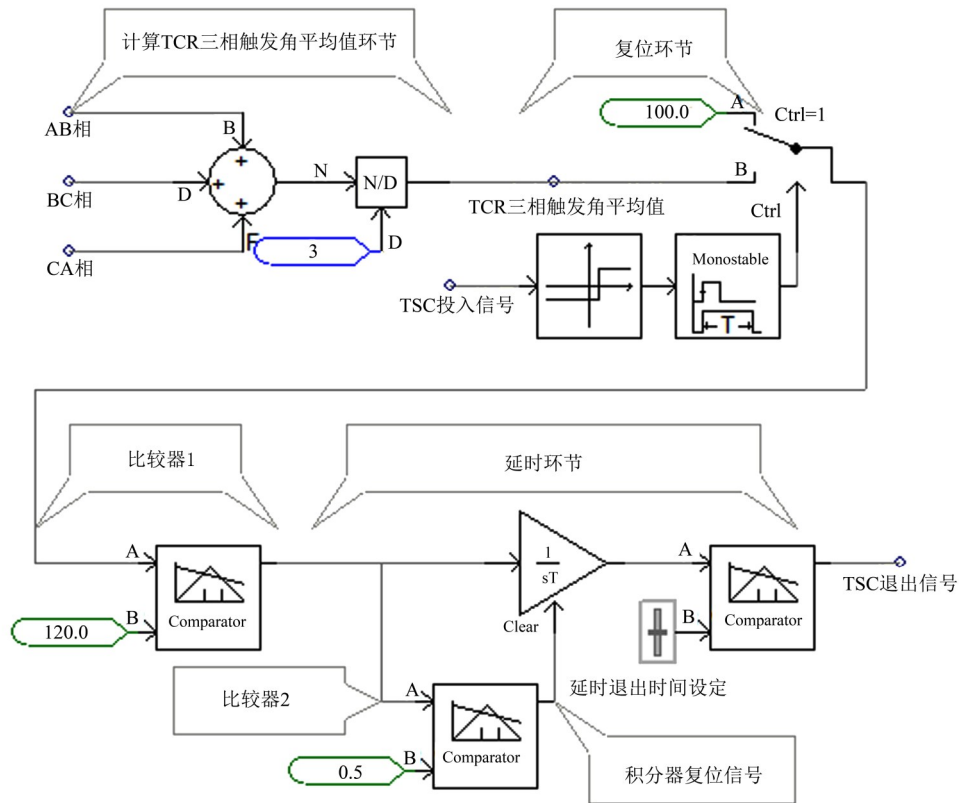 计算TCR三相触发角平均值环节
复位环节
AB相
B
100.0
A
Ctrl=1
BC相
D
N
N/D
TCR三相触发角平均值
B
Ctrl
CA相
F
3
D
TSC投入信号
Monostable
T
比较器1
延时环节
A
Comparator
B
120.0
1
sT
Clear
A
Comparator
B
TSC退出信号
延时退出时间设定
比较器2
A
Comparator
B
0.5
积分器复位信号